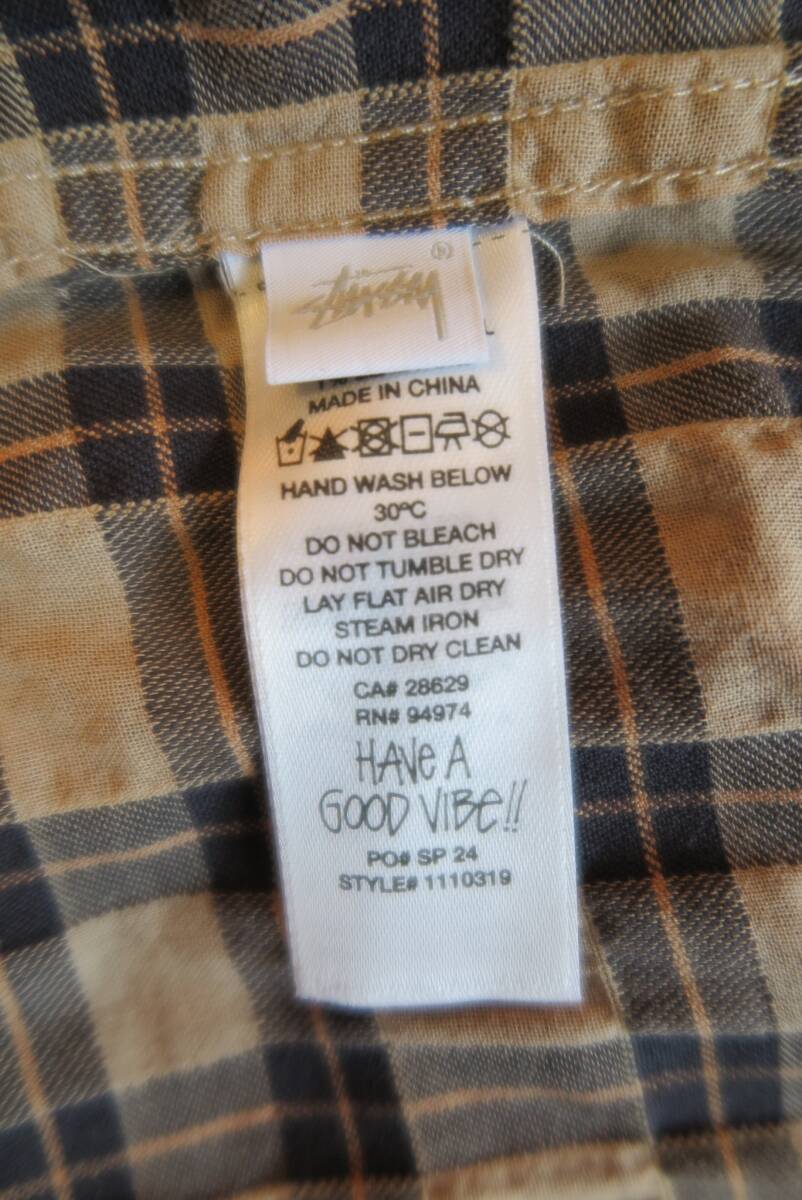 Stüssy ®
MADE IN CHINA
HAND WASH BELOW
30°C
DO NOT BLEACH
DO NOT TUMBLE DRY
LAY FLAT AIR DRY
STEAM IRON
DO NOT DRY CLEAN
CA# 28629
RN# 94974
HAVe A
GOOD VIBe!!
PO# SP 24
STYLE# 1110319